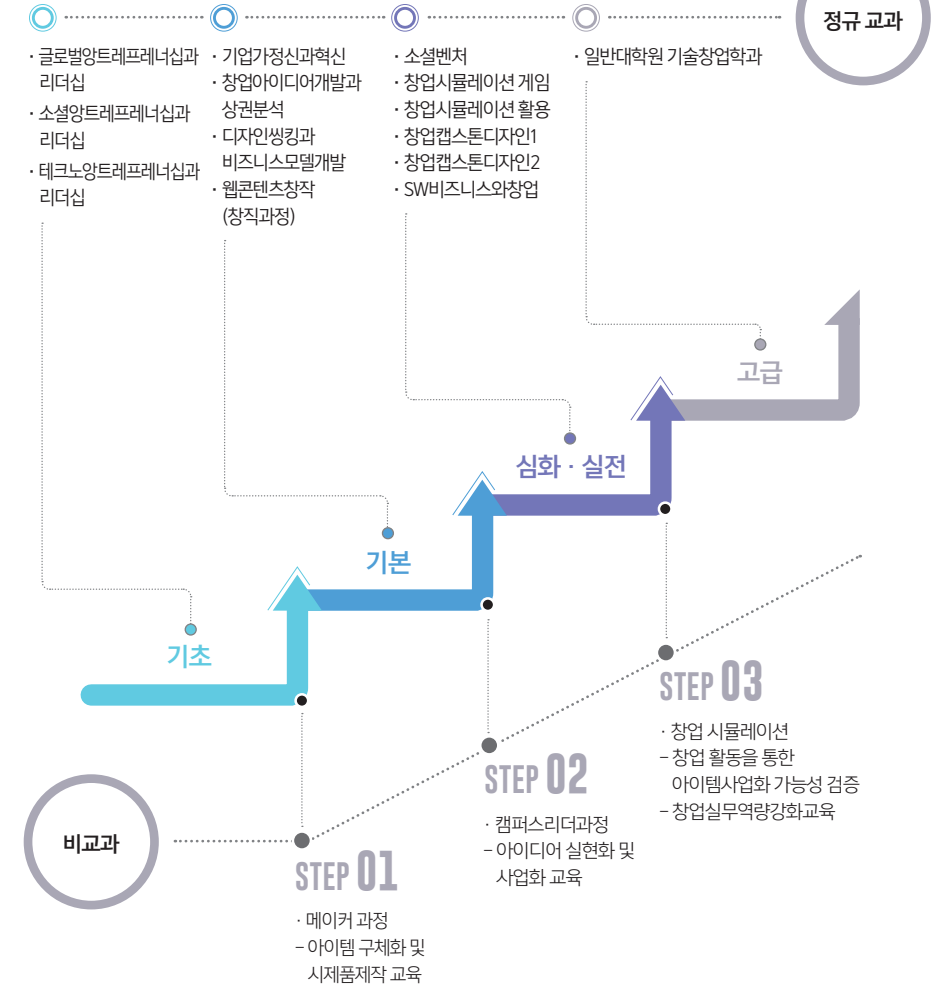 정규 교과
· 글로벌앙트레프레너십과
리더십
· 소셜앙트레프레너십과
리더십
· 테크노앙트레프레너십과
리더십
· 기업가정신과혁신
· 창업아이디어개발과
상권분석
· 디자인씽킹과
비즈니스모델개발
· 웹콘텐츠창작
(창직과정)
· 소셜벤처
· 창업시뮬레이션 게임
· 창업시뮬레이션 활용
· 창업캡스톤디자인1
· 창업캡스톤디자인2
· SW비즈니스와창업
· 일반대학원 기술창업학과
고급
심화 · 실전
기본
기초
비교과
STEP 01
· 메이커 과정
– 아이템 구체화 및
시제품제작 교육
STEP 02
· 캠퍼스리더과정
– 아이디어 실현화 및
사업화 교육
STEP 03
· 창업 시뮬레이션
– 창업 활동을 통한
아이템사업화 가능성 검증
– 창업실무역량강화교육